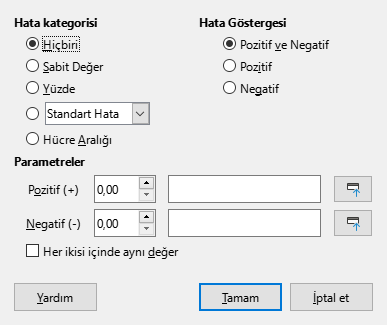 Hata kategorisi
Hata Göstergesi
Hiçbiri
Pozitif ve Negatif
Sabit Değer
Pozitif
Yüzde
Negatif
Standart Hata
Hücre Aralığı
Parametreler
Pozitif (+) 0,00
Negatif (-) 0,00
Her ikisi içinde aynı değer
Yardım
Tamam
İptal et